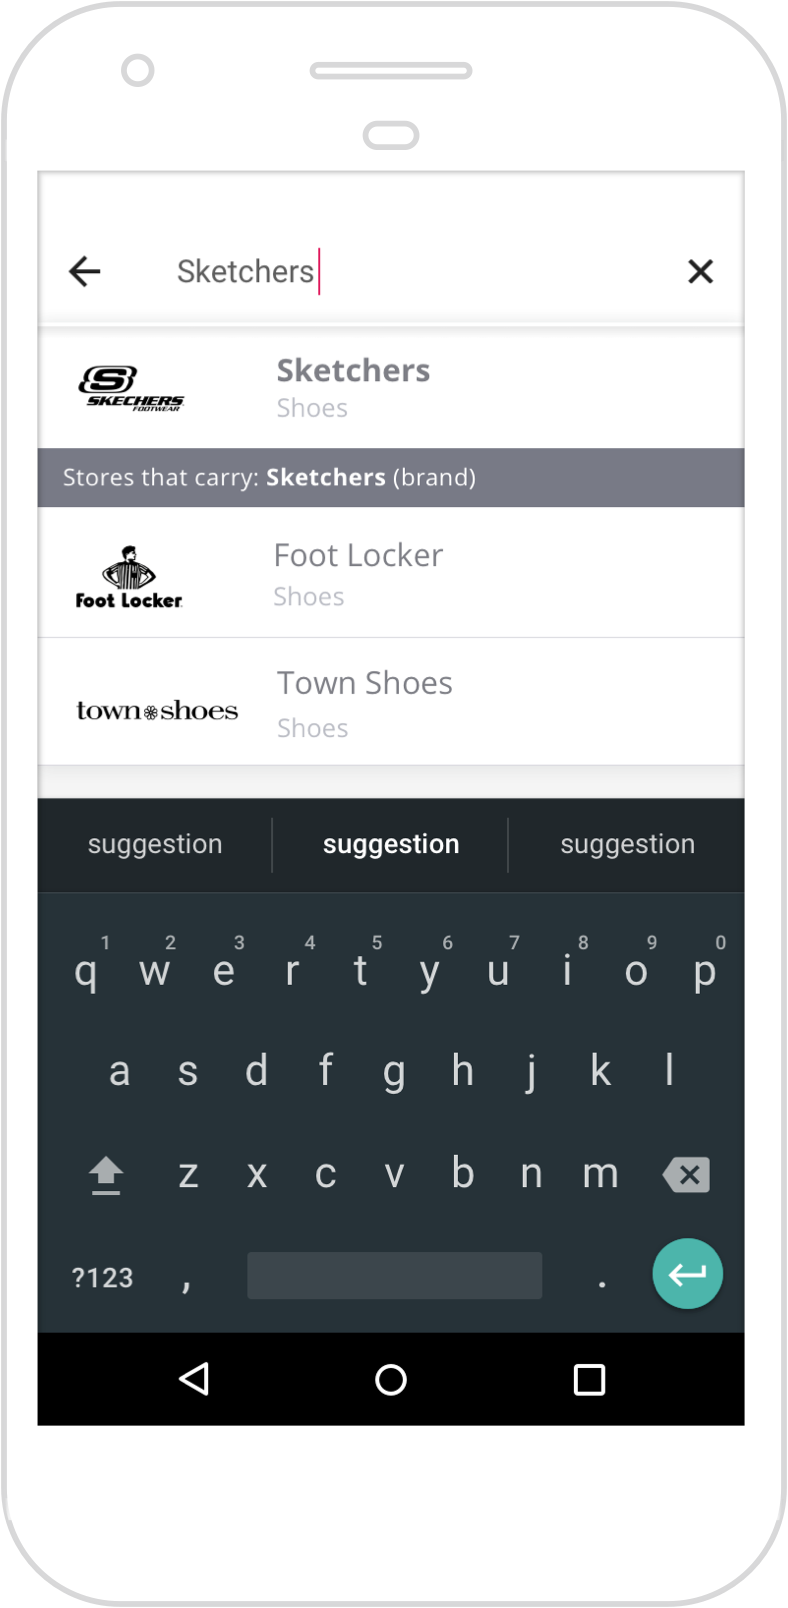 Sketchers
SKECHERS
FOOTWEAR
Sketchers
Shoes
Stores that carry: Sketchers (brand)
Foot Locker
Foot Locker
Shoes
town shoes
Town Shoes
Shoes
suggestion suggestion suggestion
1 2 3 4 5 6 7 8 9 0
q w e r t y u i o p
a s d f g h j k l
z x c v b n m
?123 , .